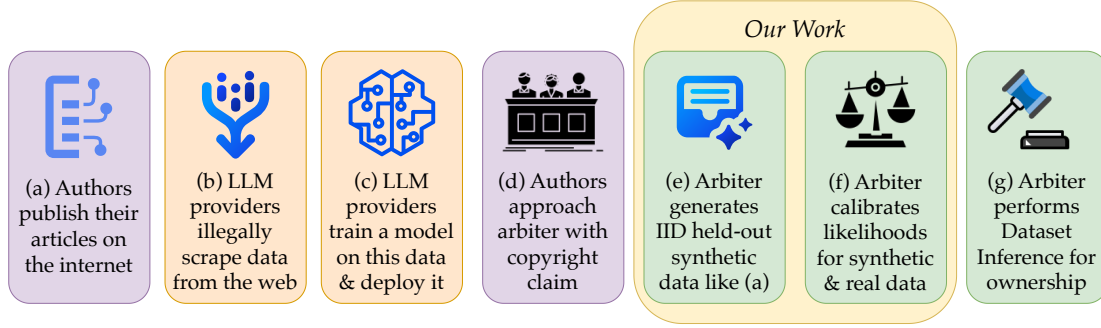 Our Work
(a) Authors
publish their
articles on
the internet
(b) LLM
providers
illegally
scrape data
from the web
(c) LLM
providers
train a model
on this data
& deploy it
(d) Authors
approach
arbiter with
copyright
claim
(e) Arbiter
generates
IID held-out
synthetic
data like (a)
(f) Arbiter
calibrates
likelihoods
for synthetic
& real data
(g) Arbiter
performs
Dataset
Inference for
ownership